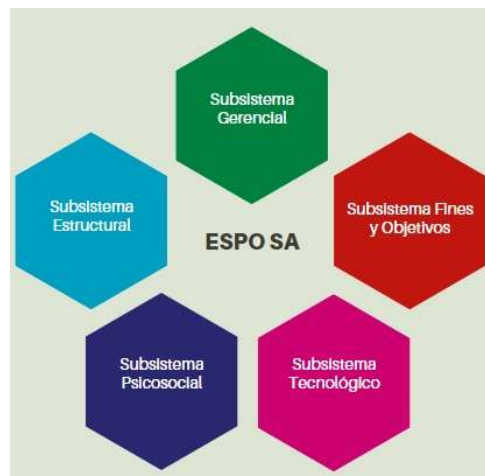 Subsistema
Gerencial
Subsistema
Estructural
Subsistema Fines
y Objetivos
ESPO SA
Subsistema
Psicosocial
Subsistema
Tecnológico